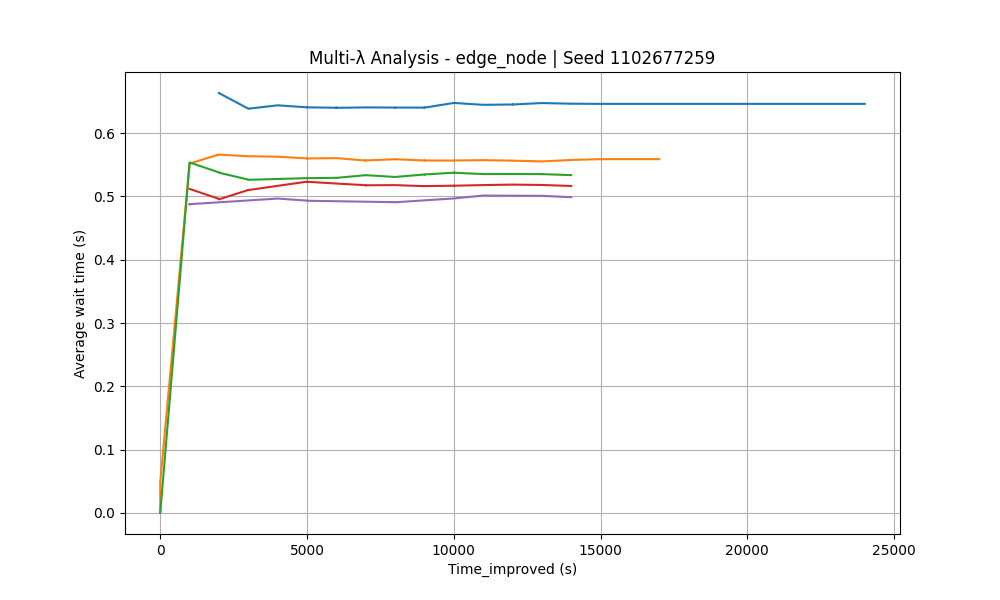 Multi-λ Analysis - edge_node | Seed 1102677259
Average wait time (s)
0.6
0.5
0.4
0.3
0.2
0.1
0.0
0 5000 10000 15000 20000 25000
Time_improved (s)